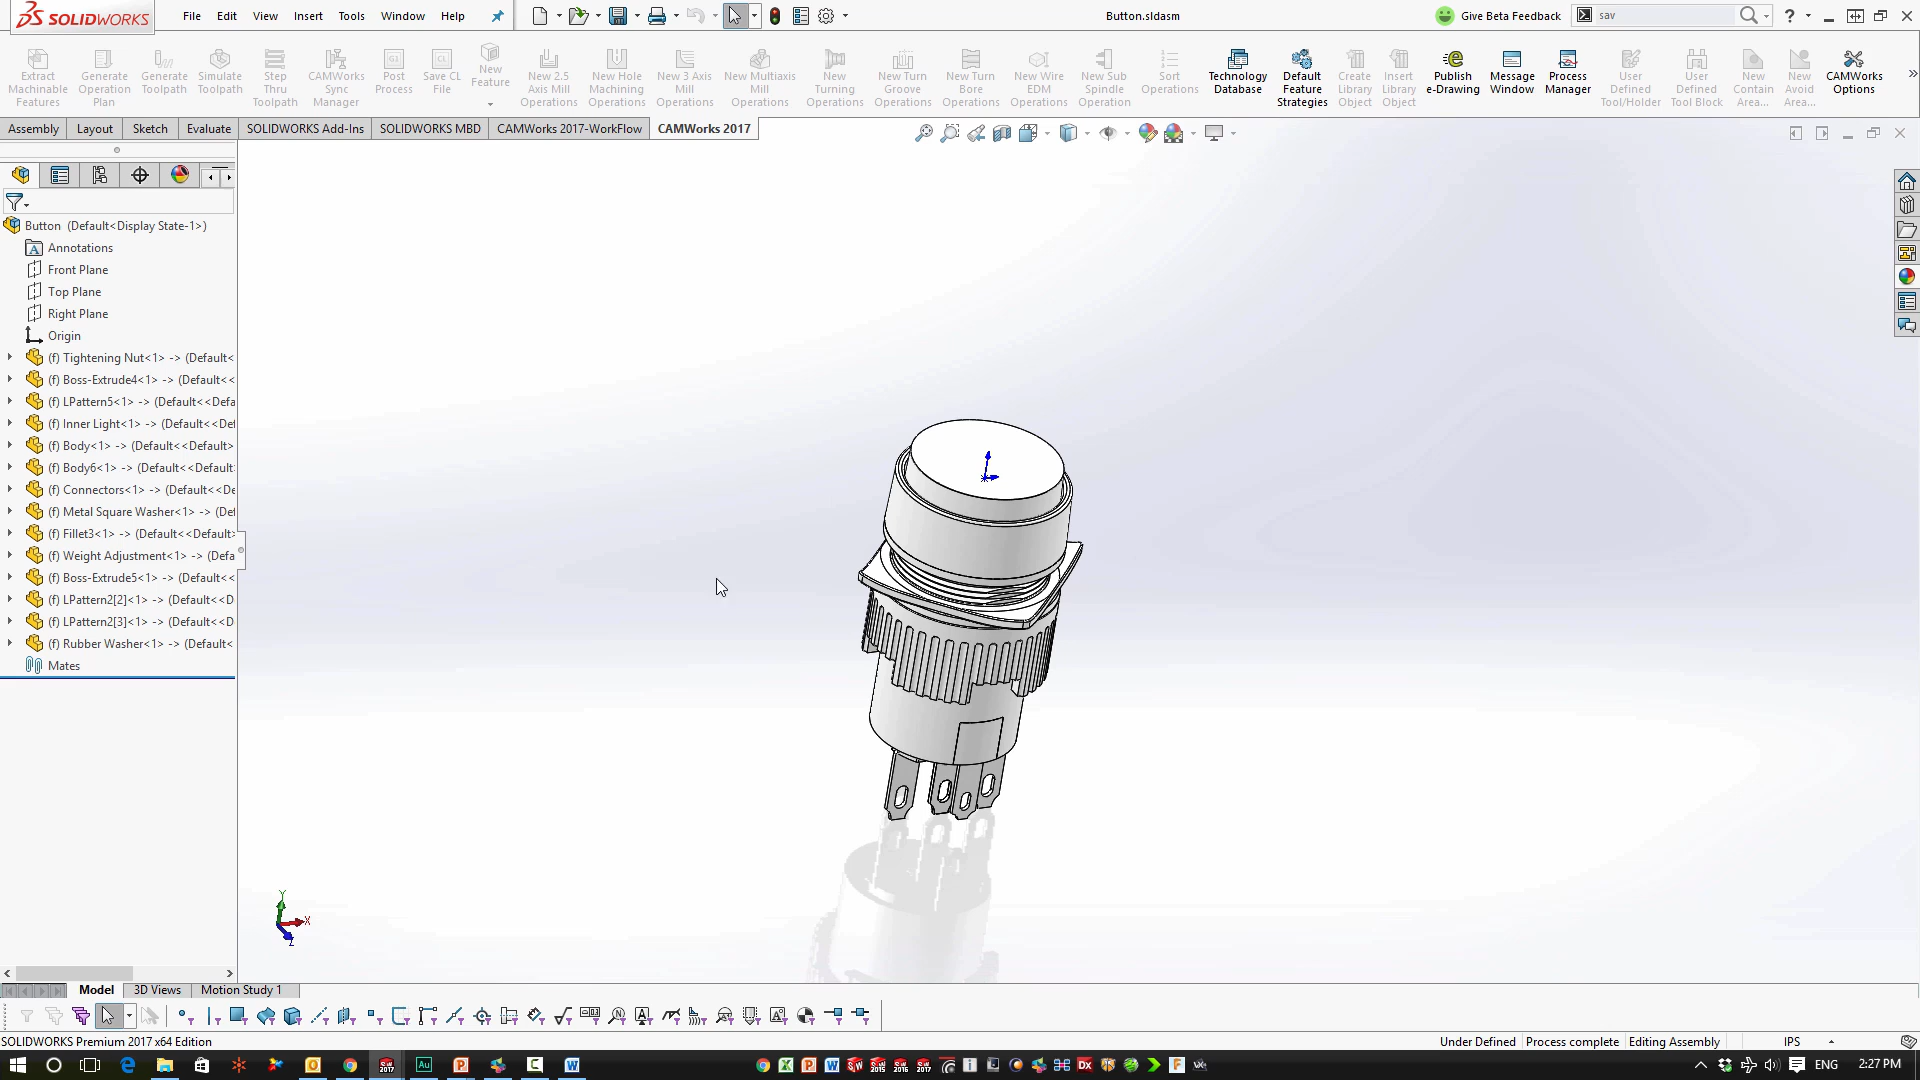 SOLIDWORKS
File Edit View Insert Tools Window Help
Button.sldasm
Give Beta Feedback
sav
Extract Machinable Features
Generate Operation Plan
Generate Toolpath
Simulate Toolpath
Step Thru Toolpath
CAMWorks Sync Manager
Post Process
Save CL File
New Feature
New 2.5 Axis Mill Operations
New Hole Machining Operations
New 3 Axis Mill Operations
New Multiaxis Mill Operations
New Turning Operations
New Turn Groove Operations
New Turn Bore Operations
New Wire EDM Operations
New Sub Spindle Operation
Sort Operations
Technology Database
Default Feature Strategies
Create Library Object
Insert Library Object
Publish e-Drawing
Message Window
Process Manager
User Defined Tool/Holder
User Defined Tool Block
New Contain Area...
New Avoid Area...
CAMWorks Options
Assembly Layout Sketch Evaluate SOLIDWORKS Add-Ins SOLIDWORKS MBD CAMWorks 2017-WorkFlow CAMWorks 2017
Button (Default<Display State-1>)
Annotations
Front Plane
Top Plane
Right Plane
Origin
(f) Tightening Nut<1> -> (Default<
(f) Boss-Extrude4<1> -> (Default<<
(f) LPattern5<1> -> (Default<<Defa
(f) Inner Light<1> -> (Default<<Def
(f) Body<1> -> (Default<<Default>
(f) Body6<1> -> (Default<<Default
(f) Connectors<1> -> (Default<<De
(f) Metal Square Washer<1> -> (Def
(f) Fillet3<1> -> (Default<<Default>
(f) Weight Adjustment<1> -> (Defa
(f) Boss-Extrude5<1> -> (Default<<
(f) LPattern2[2]<1> -> (Default<<D
(f) LPattern2[3]<1> -> (Default<<D
(f) Rubber Washer<1> -> (Default<
Mates
Y
X
Z
Model 3D Views Motion Study 1
SOLIDWORKS Premium 2017 x64 Edition
Under Defined Process complete Editing Assembly IPS
ENG 2:27 PM